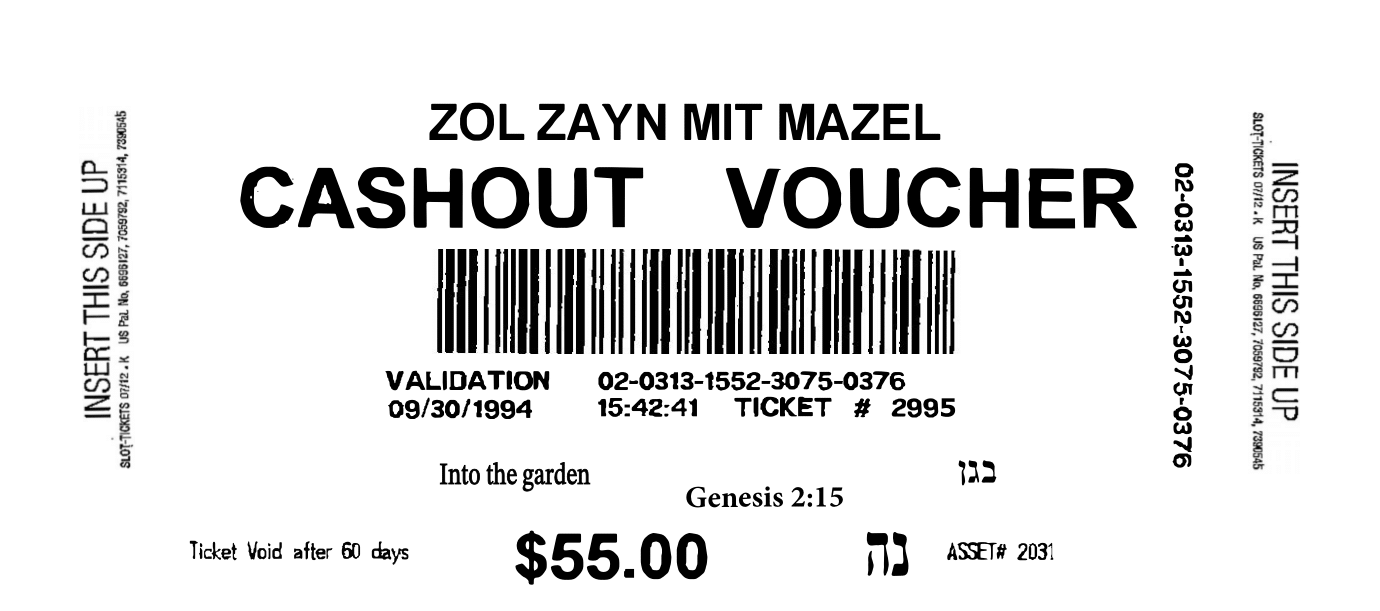 ZOL ZAYN MIT MAZEL
CASHOUT VOUCHER
VALIDATION 02-0313-1552-3075-0376
09/30/1994 15:42:41 TICKET # 2995
Into the garden
בגן
Genesis 2:15
Ticket Void after 60 days
$55.00
נה
ASSET# 2031
INSERT THIS SIDE UP
SLOT-TICKETS 07/12 - K US Pat. No. 6696127, 7059792, 7115314, 7390545
02-0313-1552-3075-0376
SLOT-TICKETS 07/12 - K US Pat. No. 6696127, 7059792, 7115314, 7390545
INSERT THIS SIDE UP